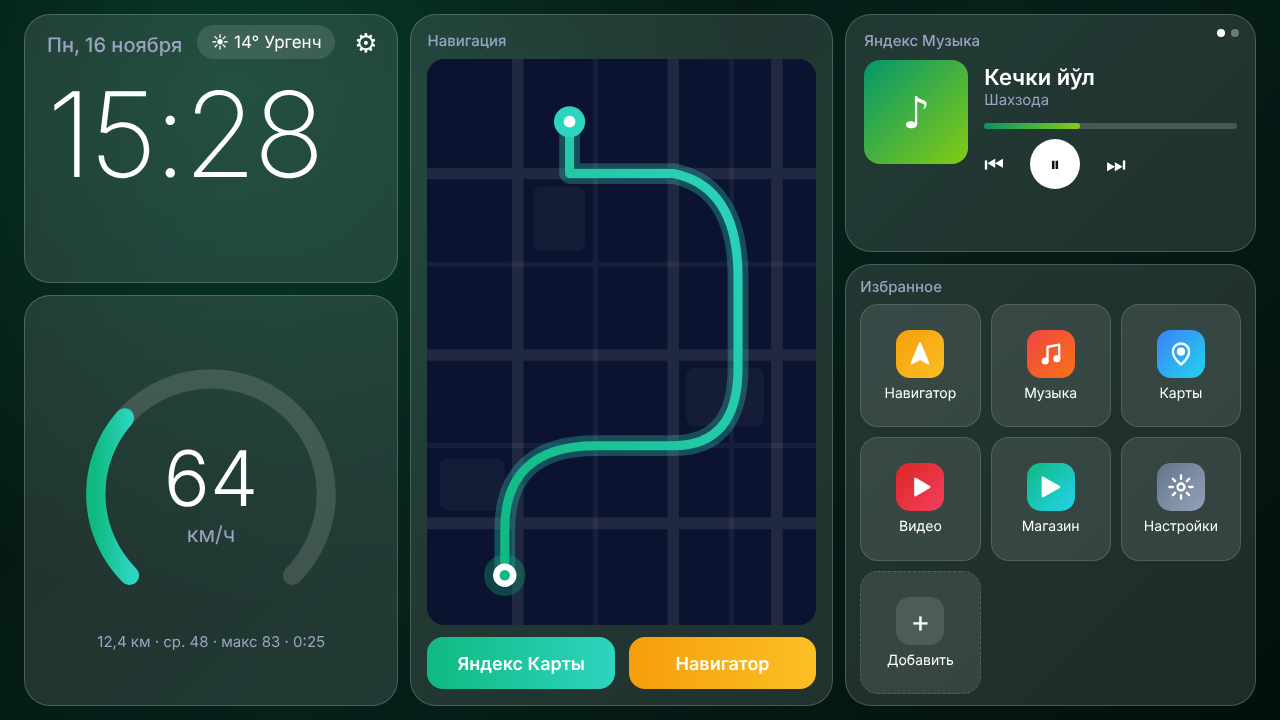 Пн, 16 ноября
☀ 14° Ургенч
15:28
64
км/ч
12,4 км · ср. 48 · макс 83 · 0:25
Навигация
Яндекс Карты
Навигатор
Яндекс Музыка
Кечки йўл
Шахзода
Избранное
Навигатор
Музыка
Карты
Видео
Магазин
Настройки
+
Добавить